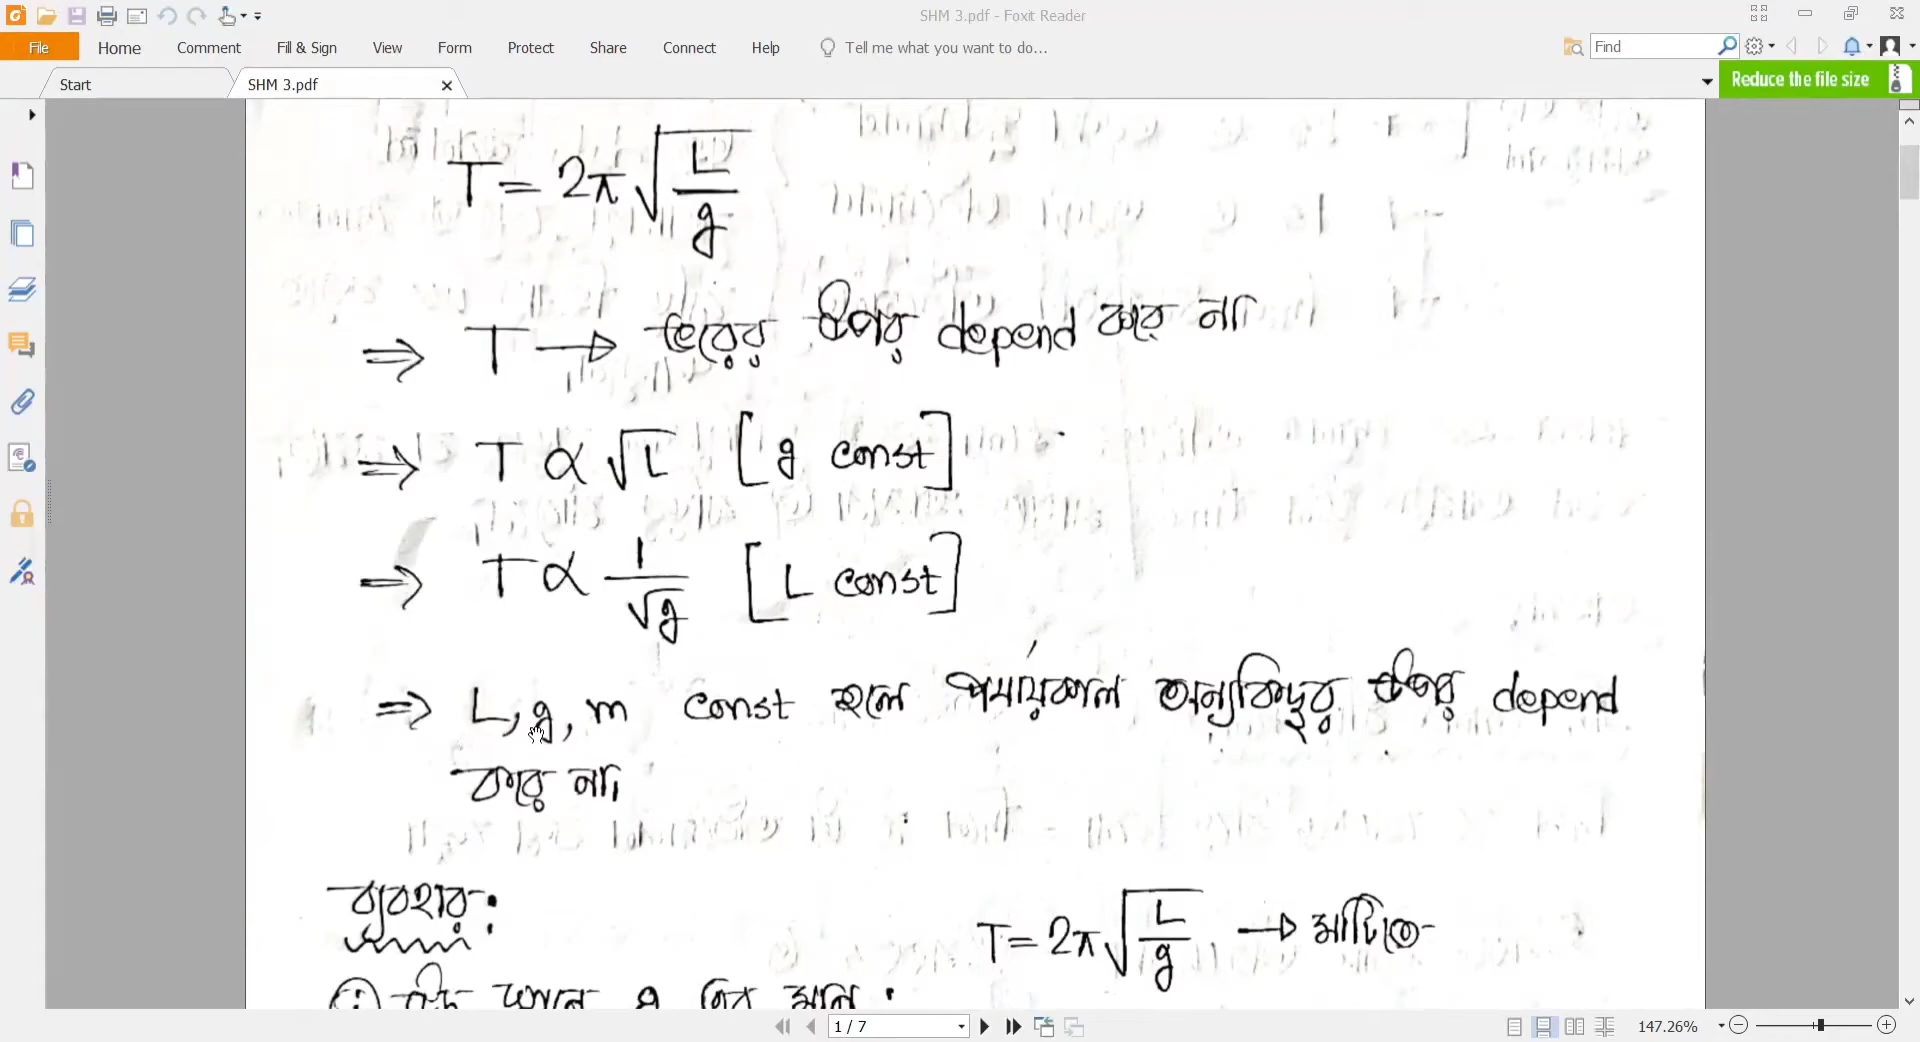 SHM 3.pdf - Foxit Reader
File Home Comment Fill & Sign View Form Protect Share Connect Help Tell me what you want to do... Find
Start SHM 3.pdf Reduce the file size
T = 2π√(L/g)
⇒ T → ভরের উপর depend করে না
⇒ T ∝ √L [g const]
⇒ T ∝ 1/√g [L const]
⇒ L, g, m const হলে পর্যায়কাল অন্যকিছুর উপর depend
করে না
ব্যবহার:
T = 2π√(L/g) → মাটিতে
1 / 7 147.26%